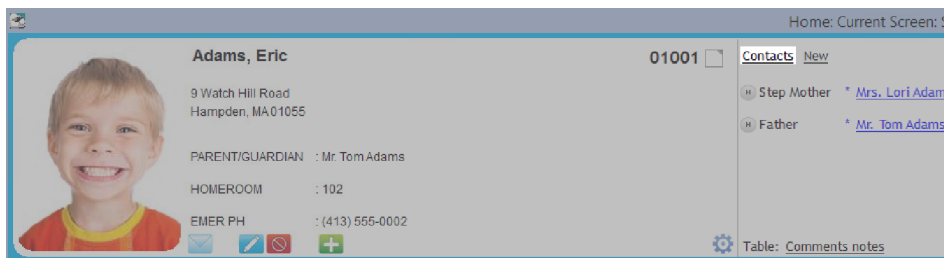 Home: Current Screen:
Adams, Eric
01001
9 Watch Hill Road
Hampden, MA 01055
PARENT/GUARDIAN : Mr. Tom Adams
HOMEROOM : 102
EMER PH : (413) 555-0002
Contacts New
H Step Mother * Mrs. Lori Adam
H Father * Mr. Tom Adams
Table: Comments notes